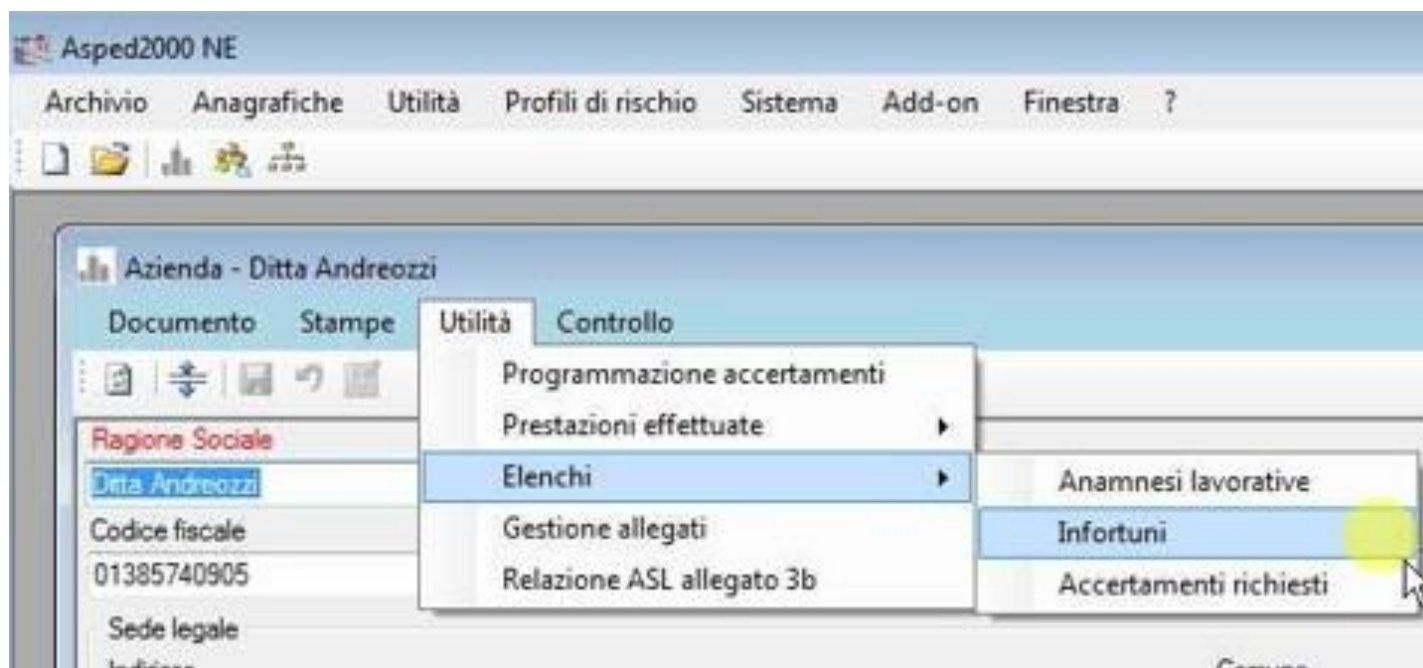 Asped2000 NE
Archivio Anagrafiche Utilità Profili di rischio Sistema Add-on Finestra ?
Azienda - Ditta Andreozzi
Documento Stampe Utilità Controllo
Programmazione accertamenti
Prestazioni effettuate
Ragione Sociale
Elenchi
Anamnesi lavorative
Ditta Andreozzi
Codice fiscale
Gestione allegati
Infortuni
01385740905
Relazione ASL allegato 3b
Accertamenti richiesti
Sede legale
Indirizzo
Comune